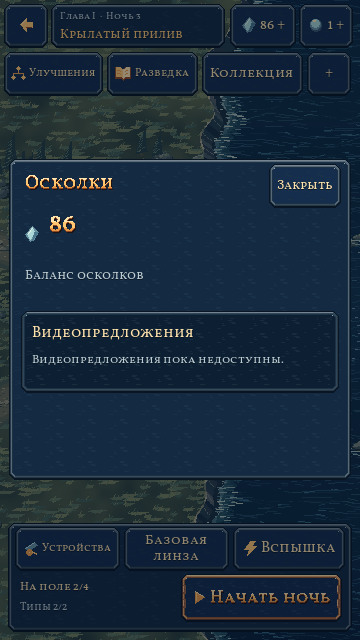 Глава I · Ночь 3
Крылатый прилив
86 +
1 +
Улучшения
Разведка
Коллекция
+
Осколки
Закрыть
86
Баланс осколков
Видеопредложения
Видеопредложения пока недоступны.
Устройства
Базовая
линза
Вспышка
На поле 2/4
Типы 2/2
Начать ночь